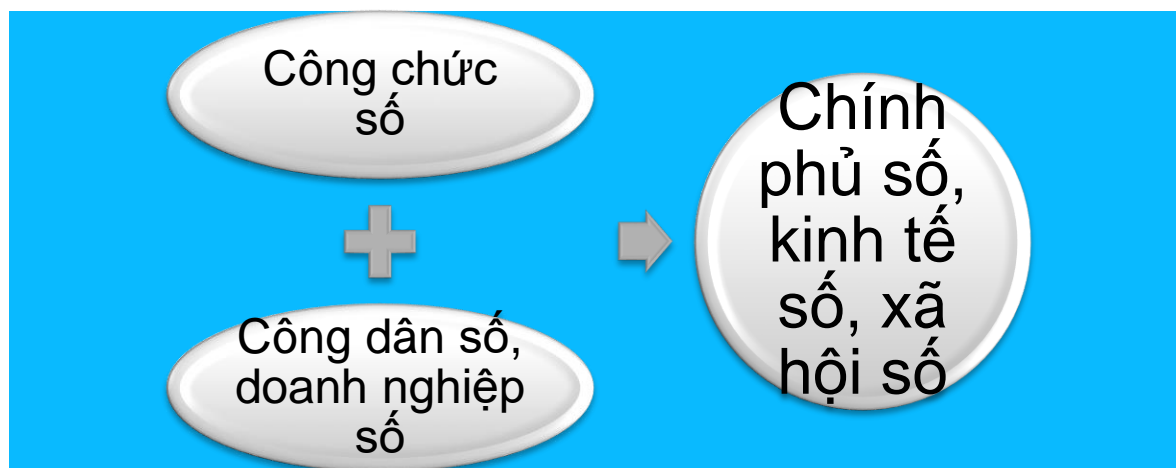 Công chức
số
Công dân số,
doanh nghiệp
số
Chính
phủ số,
kinh tế
số, xã
hội số